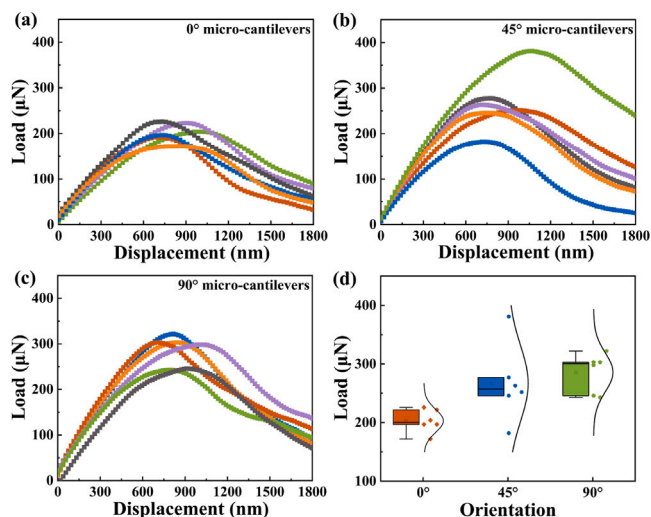 (a)
0° micro-cantilevers
400
300
200
100
0
Load (μN)
0 300 600 900 1200 1500 1800
Displacement (nm)
(b)
45° micro-cantilevers
400
300
200
100
0
Load (μN)
0 300 600 900 1200 1500 1800
Displacement (nm)
(c)
90° micro-cantilevers
400
300
200
100
0
Load (μN)
0 300 600 900 1200 1500 1800
Displacement (nm)
(d)
400
300
200
100
Load (μN)
0° 45° 90°
Orientation